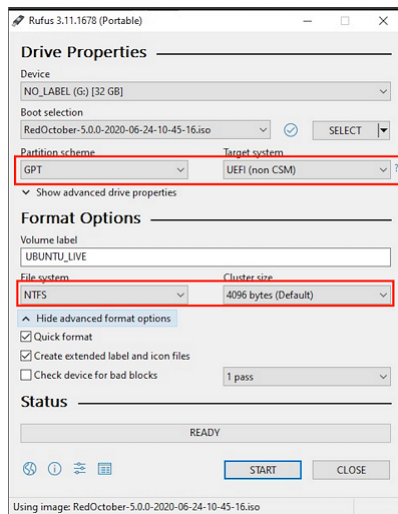 Rufus 3.11.1678 (Portable)
Drive Properties
Device
NO_LABEL (G:) [32 GB]
Boot selection
RedOctober-5.0.0-2020-06-24-10-45-16.iso
SELECT
Partition scheme
Target system
GPT
UEFI (non CSM)
?
Show advanced drive properties
Format Options
Volume label
UBUNTU_LIVE
File system
Cluster size
NTFS
4096 bytes (Default)
Hide advanced format options
Quick format
Create extended label and icon files
Check device for bad blocks
1 pass
Status
READY
START
CLOSE
Using image: RedOctober-5.0.0-2020-06-24-10-45-16.iso